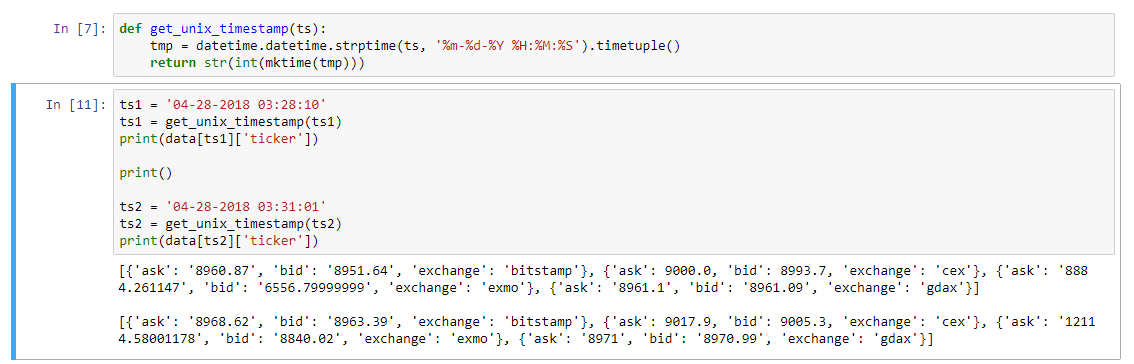 In [7]: def get_unix_timestamp(ts):
    tmp = datetime.datetime.strptime(ts, '%m-%d-%Y %H:%M:%S').timetuple()
    return str(int(mktime(tmp)))
In [11]: ts1 = '04-28-2018 03:28:10'
ts1 = get_unix_timestamp(ts1)
print(data[ts1]['ticker'])
print()
ts2 = '04-28-2018 03:31:01'
ts2 = get_unix_timestamp(ts2)
print(data[ts2]['ticker'])
[{'ask': '8960.87', 'bid': '8951.64', 'exchange': 'bitstamp'}, {'ask': 9000.0, 'bid': 8993.7, 'exchange': 'cex'}, {'ask': '888
4.261147', 'bid': '6556.79999999', 'exchange': 'exmo'}, {'ask': '8961.1', 'bid': '8961.09', 'exchange': 'gdax'}]
[{'ask': '8968.62', 'bid': '8963.39', 'exchange': 'bitstamp'}, {'ask': 9017.9, 'bid': 9005.3, 'exchange': 'cex'}, {'ask': '1211
4.58001178', 'bid': '8840.02', 'exchange': 'exmo'}, {'ask': '8971', 'bid': '8970.99', 'exchange': 'gdax'}]